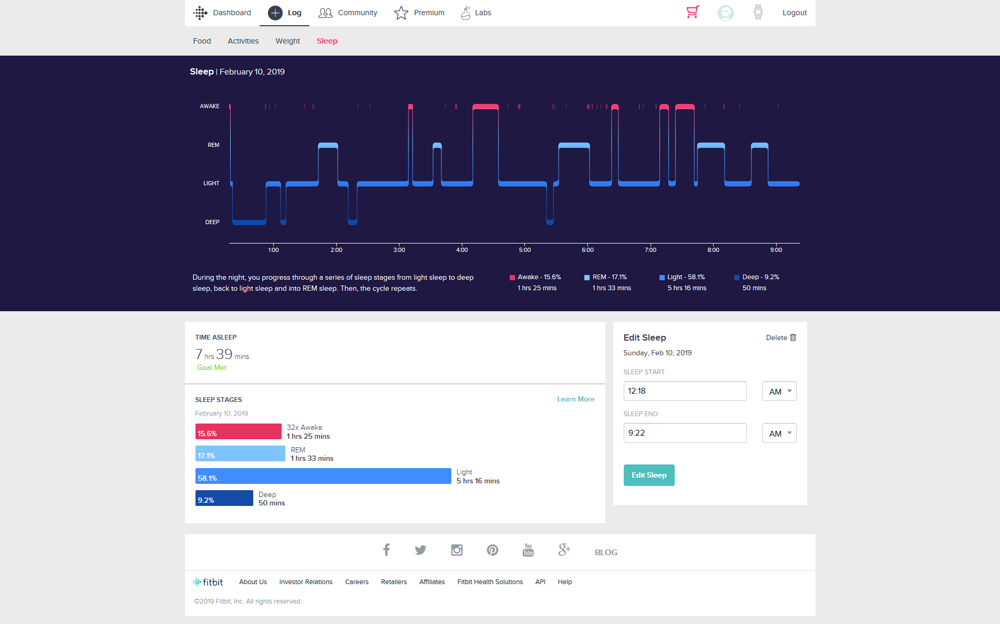 Dashboard Log Community Premium Labs Logout
Food Activities Weight Sleep
Sleep | February 10, 2019
AWAKE
REM
LIGHT
DEEP
1:00 2:00 3:00 4:00 5:00 6:00 7:00 8:00 9:00
During the night, you progress through a series of sleep stages from light sleep to deep
sleep, back to light sleep and into REM sleep. Then, the cycle repeats.
Awake - 15.6% REM - 17.1% Light - 58.1% Deep - 9.2%
1 hrs 25 mins 1 hrs 33 mins 5 hrs 16 mins 50 mins
TIME ASLEEP
7 hrs 39 mins
Goal Met
SLEEP STAGES Learn More
February 10, 2019
15.6% 32x Awake
1 hrs 25 mins
17.1% REM
1 hrs 33 mins
58.1% Light
5 hrs 16 mins
9.2% Deep
50 mins
Edit Sleep Delete
Sunday, Feb 10, 2019
SLEEP START
12:18 AM
SLEEP END
9:22 AM
Edit Sleep
You
Tube
g+
BLOG
fitbit About Us Investor Relations Careers Retailers Affiliates Fitbit Health Solutions API Help
©2019 Fitbit, Inc. All rights reserved.